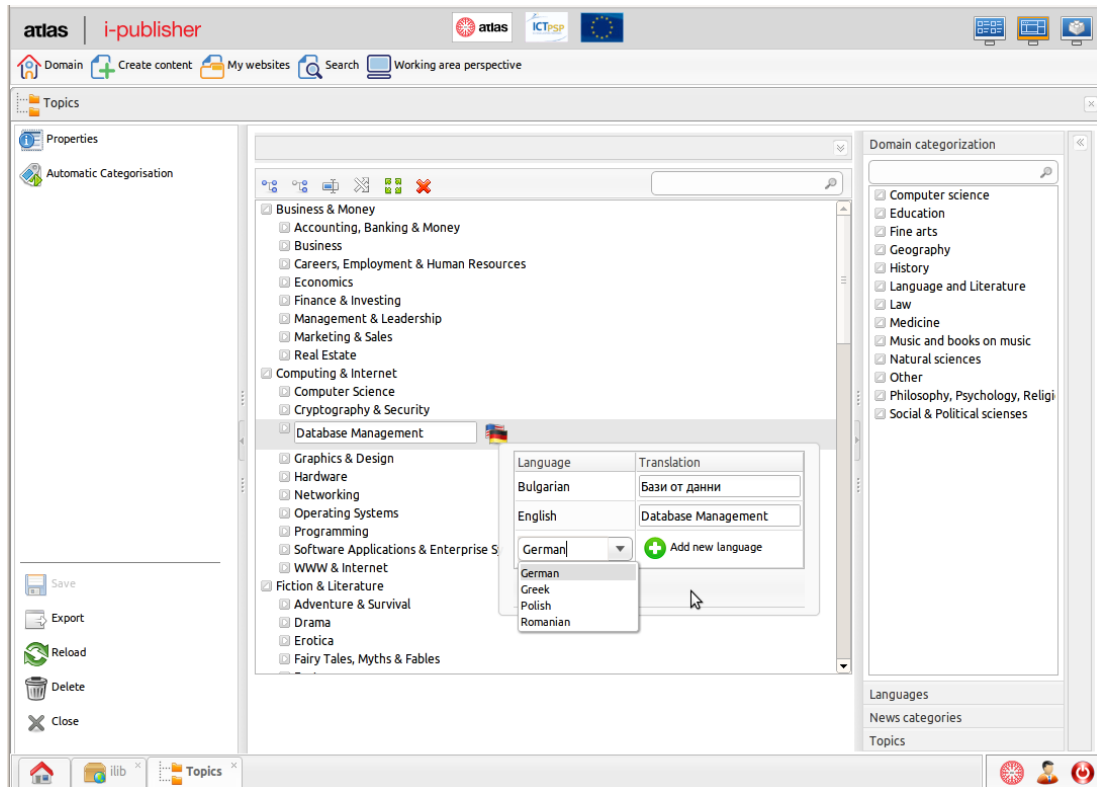 atlas
i-publisher
atlas
ICTPSP
Domain
Create content
My websites
Search
Working area perspective
Topics
Properties
Automatic Categorisation
Business & Money
Accounting, Banking & Money
Business
Careers, Employment & Human Resources
Economics
Finance & Investing
Management & Leadership
Marketing & Sales
Real Estate
Computing & Internet
Computer Science
Cryptography & Security
Database Management
Graphics & Design
Hardware
Networking
Operating Systems
Programming
Software Applications & Enterprise S
WWW & Internet
Fiction & Literature
Adventure & Survival
Drama
Erotica
Fairy Tales, Myths & Fables
Language
Translation
Bulgarian
Бази от данни
English
Database Management
German
Add new language
German
Greek
Polish
Romanian
Domain categorization
Computer science
Education
Fine arts
Geography
History
Language and Literature
Law
Medicine
Music and books on music
Natural sciences
Other
Philosophy, Psychology, Religi
Social & Political scienses
Languages
News categories
Topics
Save
Export
Reload
Delete
Close
ilib
Topics